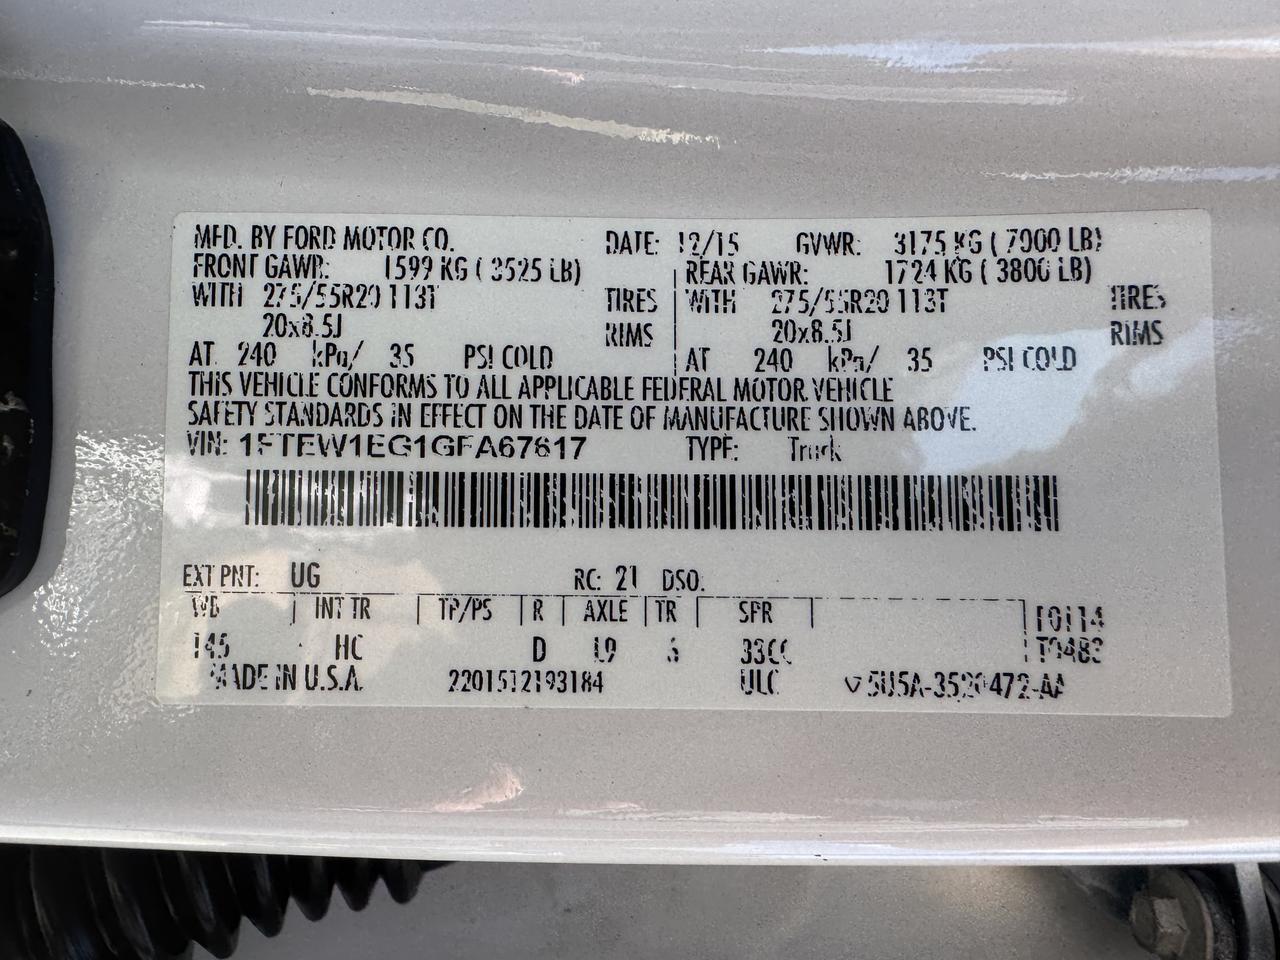 MFD. BY FORD MOTOR CO. DATE: 12/15 GVWR: 3175 KG ( 7000 LB)
FRONT GAWR: 1599 KG ( 3525 LB) REAR GAWR: 1724 KG ( 3800 LB)
WITH 275/55R20 113T TIRES WITH 275/55R20 113T TIRES
20x8.5J RIMS 20x8.5J RIMS
AT 240 kPa/ 35 PSI COLD AT 240 kPa/ 35 PSI COLD
THIS VEHICLE CONFORMS TO ALL APPLICABLE FEDERAL MOTOR VEHICLE
SAFETY STANDARDS IN EFFECT ON THE DATE OF MANUFACTURE SHOWN ABOVE.
VIN: 1FTEW1EG1GFA67617 TYPE: Truck
EXT PNT: UG RC: 21 DSO:
WB INT TR TP/PS R AXLE TR SPR T0114
145 HC D L9 6 33CC T0483
MADE IN U.S.A. 2201512193184 ULC 5U5A-3520472-AA